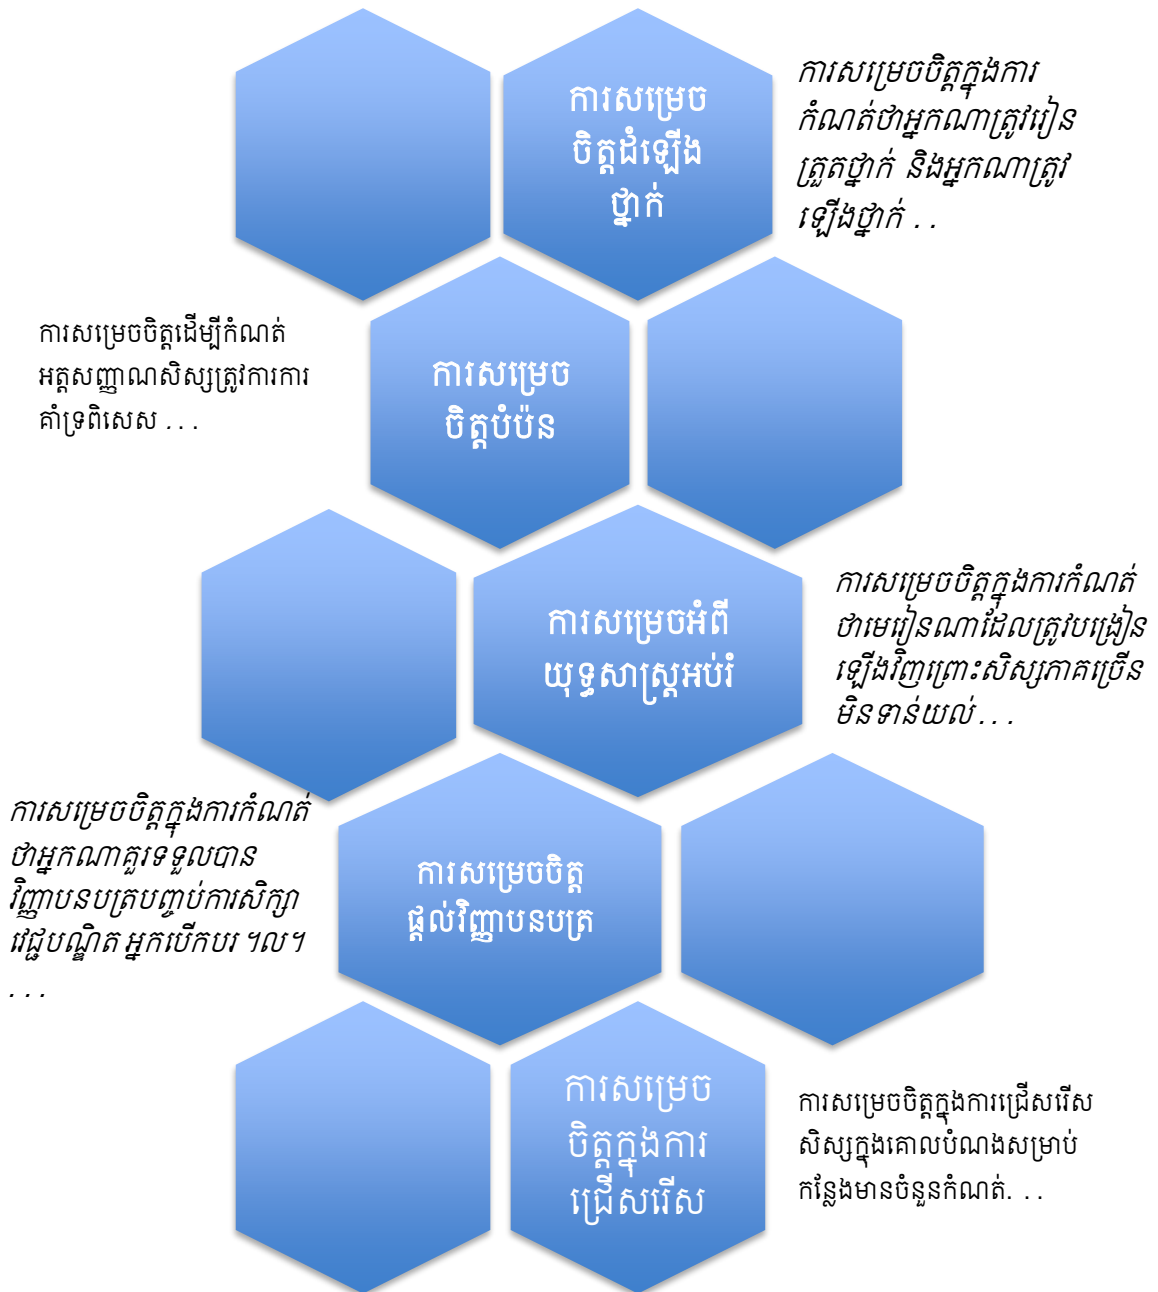 ការសម្រេច
ចិត្តដំឡើង
ថ្នាក់
ការសម្រេចចិត្តក្នុងការ
កំណត់ថាអ្នកណាត្រូវរៀន
ត្រួតថ្នាក់ និងអ្នកណាត្រូវ
ឡើងថ្នាក់ . .
ការសម្រេចចិត្តដើម្បីកំណត់
អត្តសញ្ញាណសិស្សត្រូវការការ
គាំទ្រពិសេស . . .
ការសម្រេច
ចិត្តបំប៉ន
ការសម្រេចអំពី
យុទ្ធសាស្ត្រអប់រំ
ការសម្រេចចិត្តក្នុងការកំណត់
ថាមេរៀនណាដែលត្រូវបង្រៀន
ឡើងវិញព្រោះសិស្សភាគច្រើន
មិនទាន់យល់ . . .
ការសម្រេចចិត្តក្នុងការកំណត់
ថាអ្នកណាគួរទទួលបាន
វិញ្ញាបនបត្របញ្ចប់ការសិក្សា
វេជ្ជបណ្ឌិត អ្នកបើកបរ ។ល។
. . .
ការសម្រេចចិត្ត
ផ្តល់វិញ្ញាបនបត្រ
ការសម្រេច
ចិត្តក្នុងការ
ជ្រើសរើស
ការសម្រេចចិត្តក្នុងការជ្រើសរើស
សិស្សក្នុងគោលបំណងសម្រាប់
កន្លែងមានចំនួនកំណត់. . .